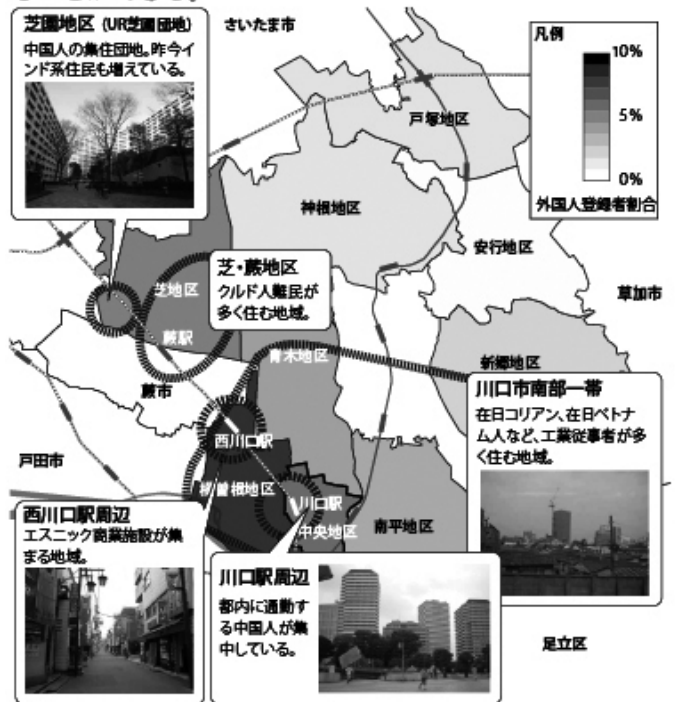 芝園地区 (UR芝園団地)
中国人の集住団地。昨今イ
ンド系住民も増えている。
さいたま市
凡例
10%
5%
0%
外国人登録者割合
戸塚地区
神根地区
安行地区
草加市
芝・蕨地区
クルド人難民が
多く住む地域。
芝地区
蕨駅
蕨市
青木地区
新郷地区
川口市南部一帯
在日コリアン、在日ベトナ
ム人など、工業従事者が多
く住む地域。
戸田市
西川口駅
横曽根地区
川口駅
中央地区
南平地区
西川口駅周辺
エスニック商業施設が集
まる地域。
川口駅周辺
都内に通勤す
る中国人が集
中している。
足立区